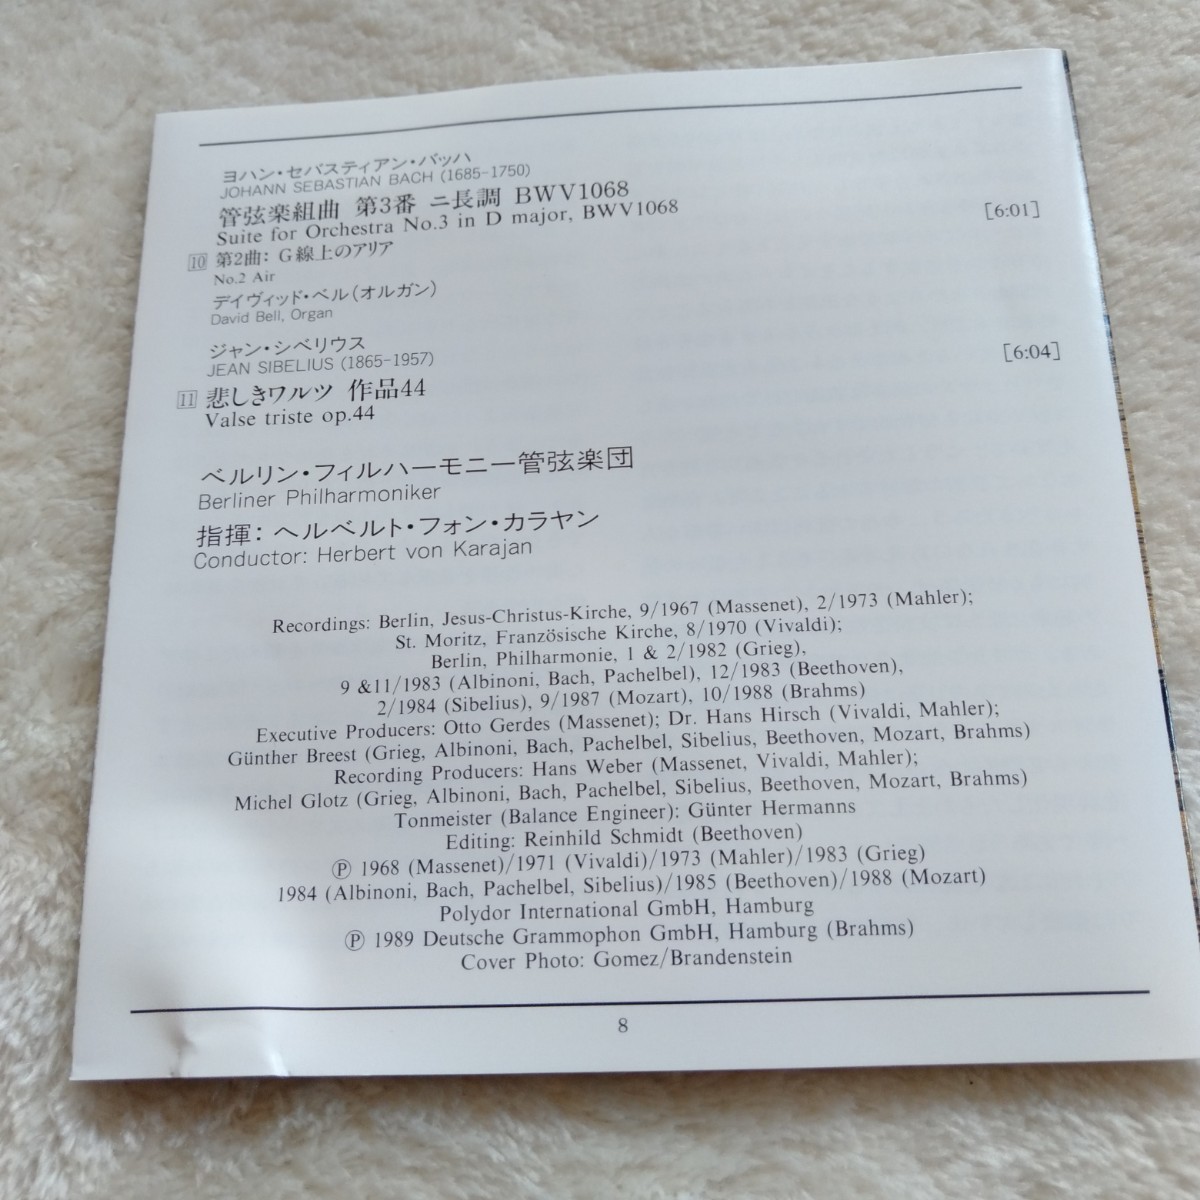 ヨハン・セバスティアン・バッハ
JOHANN SEBASTIAN BACH (1685-1750)
管弦楽組曲 第3番 ニ長調 BWV1068
Suite for Orchestra No.3 in D major, BWV1068
10 第2曲: G線上のアリア [6:01]
No.2 Air
デイヴィッド・ベル(オルガン)
David Bell, Organ
ジャン・シベリウス
JEAN SIBELIUS (1865-1957)
11 悲しきワルツ 作品44 [6:04]
Valse triste op.44
ベルリン・フィルハーモニー管弦楽団
Berliner Philharmoniker
指揮: ヘルベルト・フォン・カラヤン
Conductor: Herbert von Karajan
Recordings: Berlin, Jesus-Christus-Kirche, 9/1967 (Massenet), 2/1973 (Mahler);
St. Moritz, Französische Kirche, 8/1970 (Vivaldi);
Berlin, Philharmonie, 1 & 2/1982 (Grieg),
9 &11/1983 (Albinoni, Bach, Pachelbel), 12/1983 (Beethoven),
2/1984 (Sibelius), 9/1987 (Mozart), 10/1988 (Brahms)
Executive Producers: Otto Gerdes (Massenet); Dr. Hans Hirsch (Vivaldi, Mahler);
Günther Breest (Grieg, Albinoni, Bach, Pachelbel, Sibelius, Beethoven, Mozart, Brahms)
Recording Producers: Hans Weber (Massenet, Vivaldi, Mahler);
Michel Glotz (Grieg, Albinoni, Bach, Pachelbel, Sibelius, Beethoven, Mozart, Brahms)
Tonmeister (Balance Engineer): Günter Hermanns
Editing: Reinhild Schmidt (Beethoven)
Ⓟ 1968 (Massenet)/1971 (Vivaldi)/1973 (Mahler)/1983 (Grieg)
1984 (Albinoni, Bach, Pachelbel, Sibelius)/1985 (Beethoven)/1988 (Mozart)
Polydor International GmbH, Hamburg
Ⓟ 1989 Deutsche Grammophon GmbH, Hamburg (Brahms)
Cover Photo: Gomez/Brandenstein
8